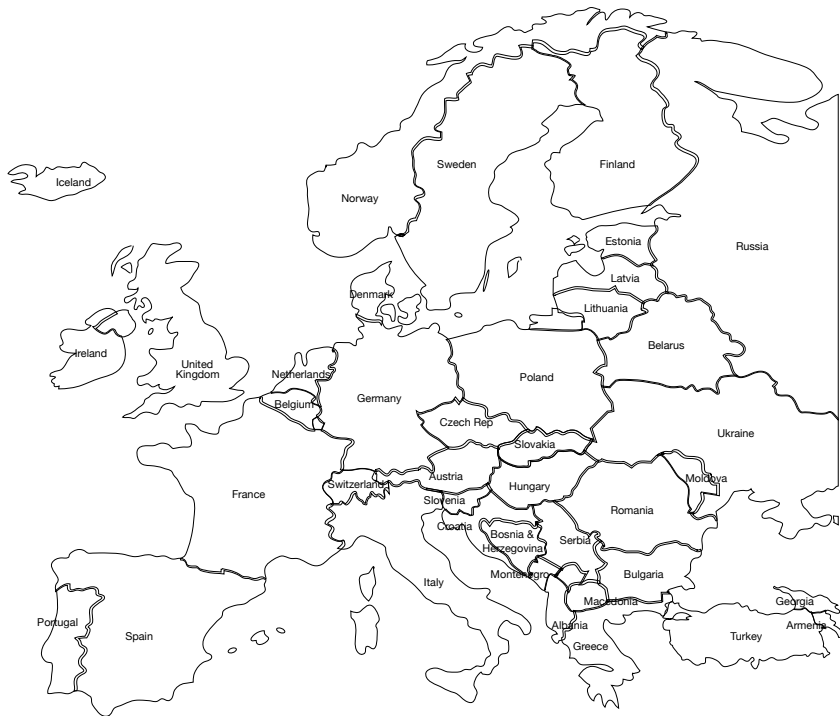 Iceland
Norway
Sweden
Finland
Russia
Estonia
Latvia
Lithuania
Denmark
Belarus
Ireland
United
Kingdom
Netherlands
Belgium
Germany
Poland
Ukraine
Czech Rep
Slovakia
Moldova
France
Switzerland
Austria
Hungary
Slovenia
Romania
Croatia
Bosnia &
Herzegovina
Serbia
Montenegro
Bulgaria
Italy
Macedonia
Georgia
Portugal
Spain
Albania
Greece
Turkey
Armenia